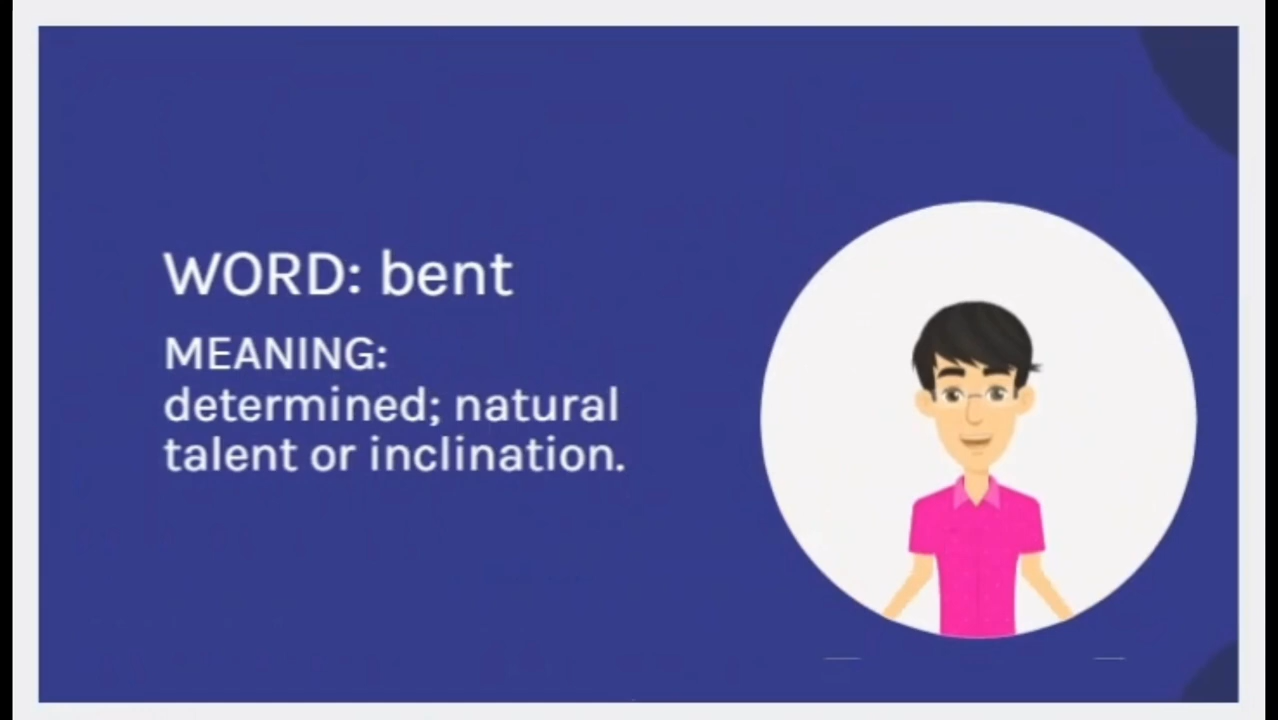 WORD: bent
MEANING:
determined; natural
talent or inclination.